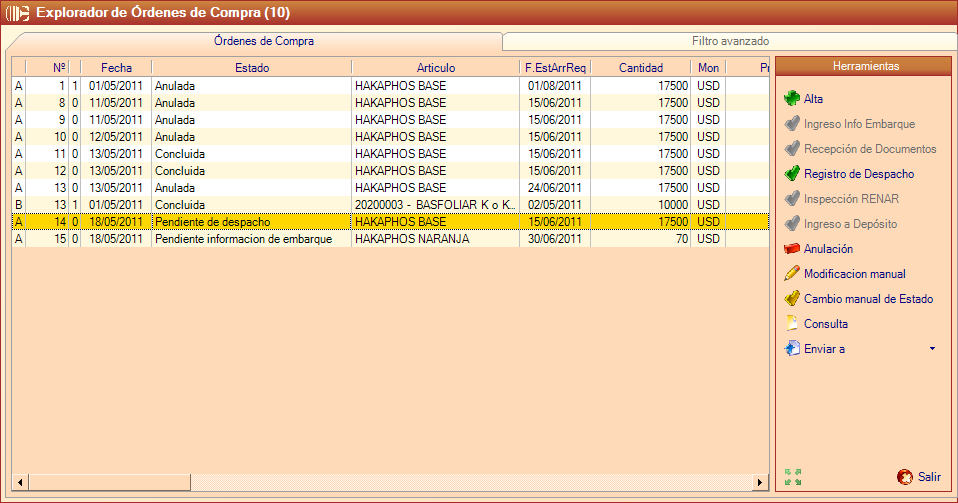 Explorador de Órdenes de Compra (10)
Órdenes de Compra Filtro avanzado
Nº Fecha Estado Articulo F.EstArrReq Cantidad Mon Pr
A 1 1 01/05/2011 Anulada HAKAPHOS BASE 01/08/2011 17500 USD
A 8 0 11/05/2011 Anulada HAKAPHOS BASE 15/06/2011 17500 USD
A 9 0 11/05/2011 Anulada HAKAPHOS BASE 15/06/2011 17500 USD
A 10 0 12/05/2011 Anulada HAKAPHOS BASE 15/06/2011 17500 USD
A 11 0 13/05/2011 Concluida HAKAPHOS BASE 15/06/2011 17500 USD
A 12 0 13/05/2011 Concluida HAKAPHOS BASE 15/06/2011 17500 USD
A 13 0 13/05/2011 Anulada HAKAPHOS BASE 24/06/2011 17500 USD
B 13 1 01/05/2011 Concluida 20200003 - BASFOLIAR K o K... 02/05/2011 10000 USD
A 14 0 18/05/2011 Pendiente de despacho HAKAPHOS BASE 15/06/2011 17500 USD
A 15 0 18/05/2011 Pendiente informacion de embarque HAKAPHOS NARANJA 30/06/2011 70 USD
Herramientas
Alta
Ingreso Info Embarque
Recepción de Documentos
Registro de Despacho
Inspección RENAR
Ingreso a Depósito
Anulación
Modificacion manual
Cambio manual de Estado
Consulta
Enviar a
Salir